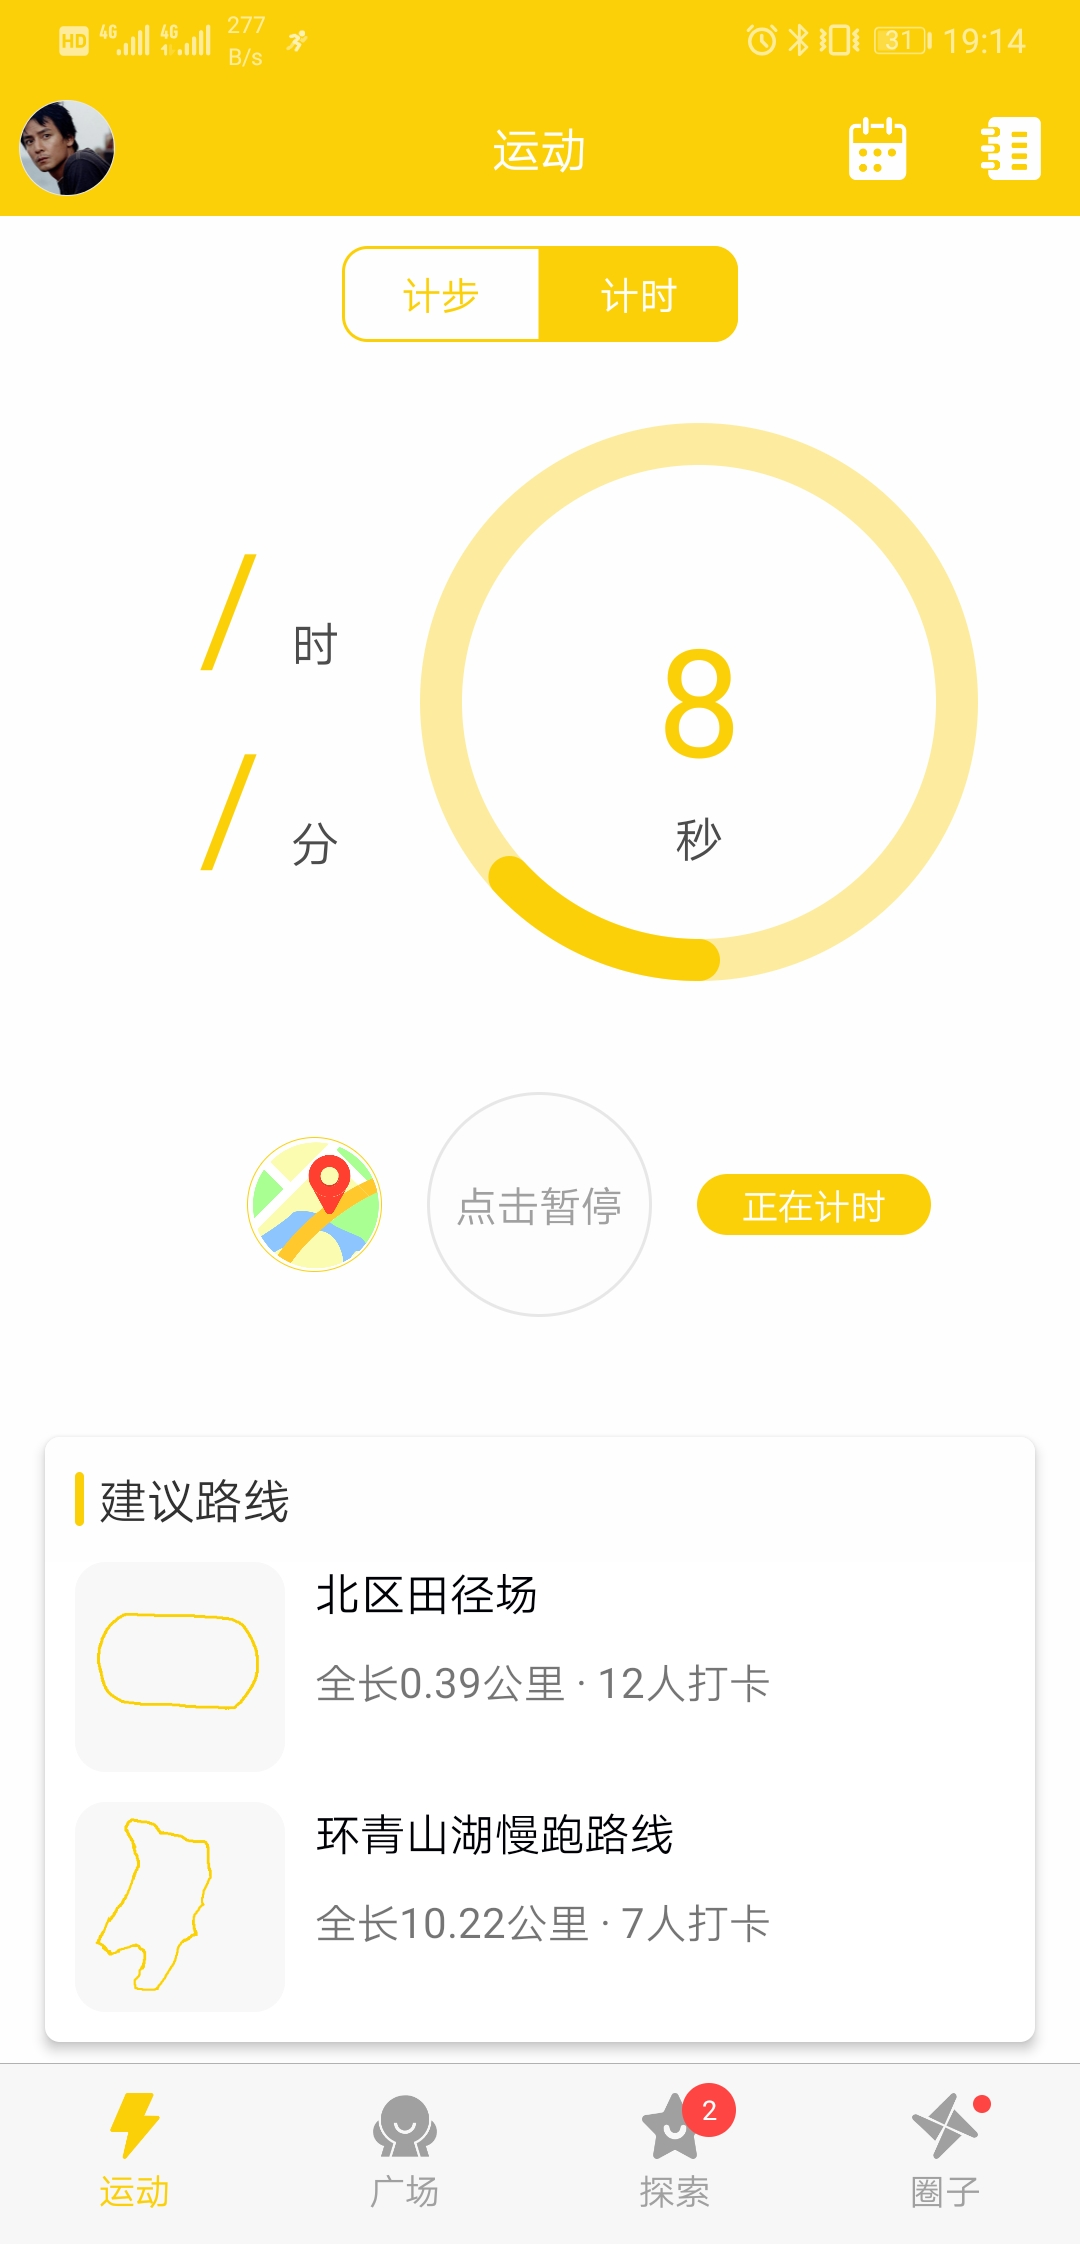 HD 4G 4G 277 B/s 31 19:14
运动
计步 计时
/ 时
/ 分
8
秒
点击暂停 正在计时
建议路线
北区田径场
全长0.39公里 · 12人打卡
环青山湖慢跑路线
全长10.22公里 · 7人打卡
2
运动 广场 探索 圈子